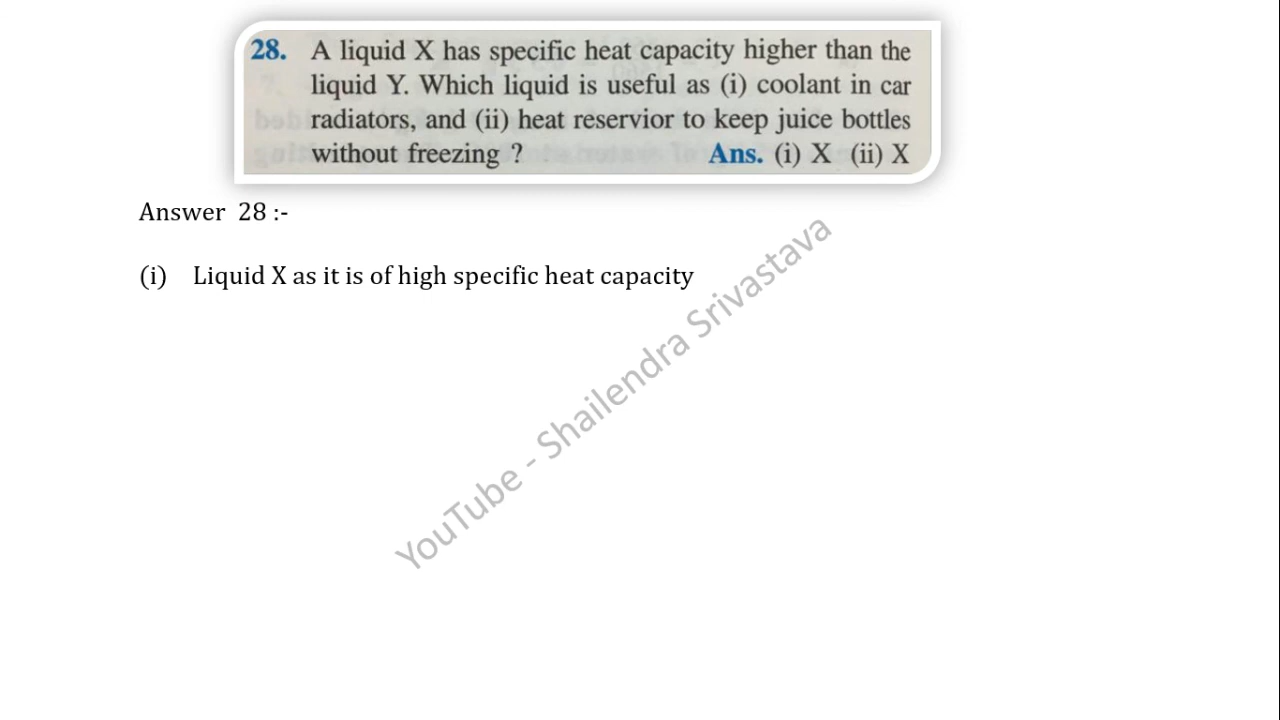 28. A liquid X has specific heat capacity higher than the
liquid Y. Which liquid is useful as (i) coolant in car
radiators, and (ii) heat reservior to keep juice bottles
without freezing ? Ans. (i) X (ii) X
Answer 28 :-
(i) Liquid X as it is of high specific heat capacity
YouTube - Shailendra Srivastava